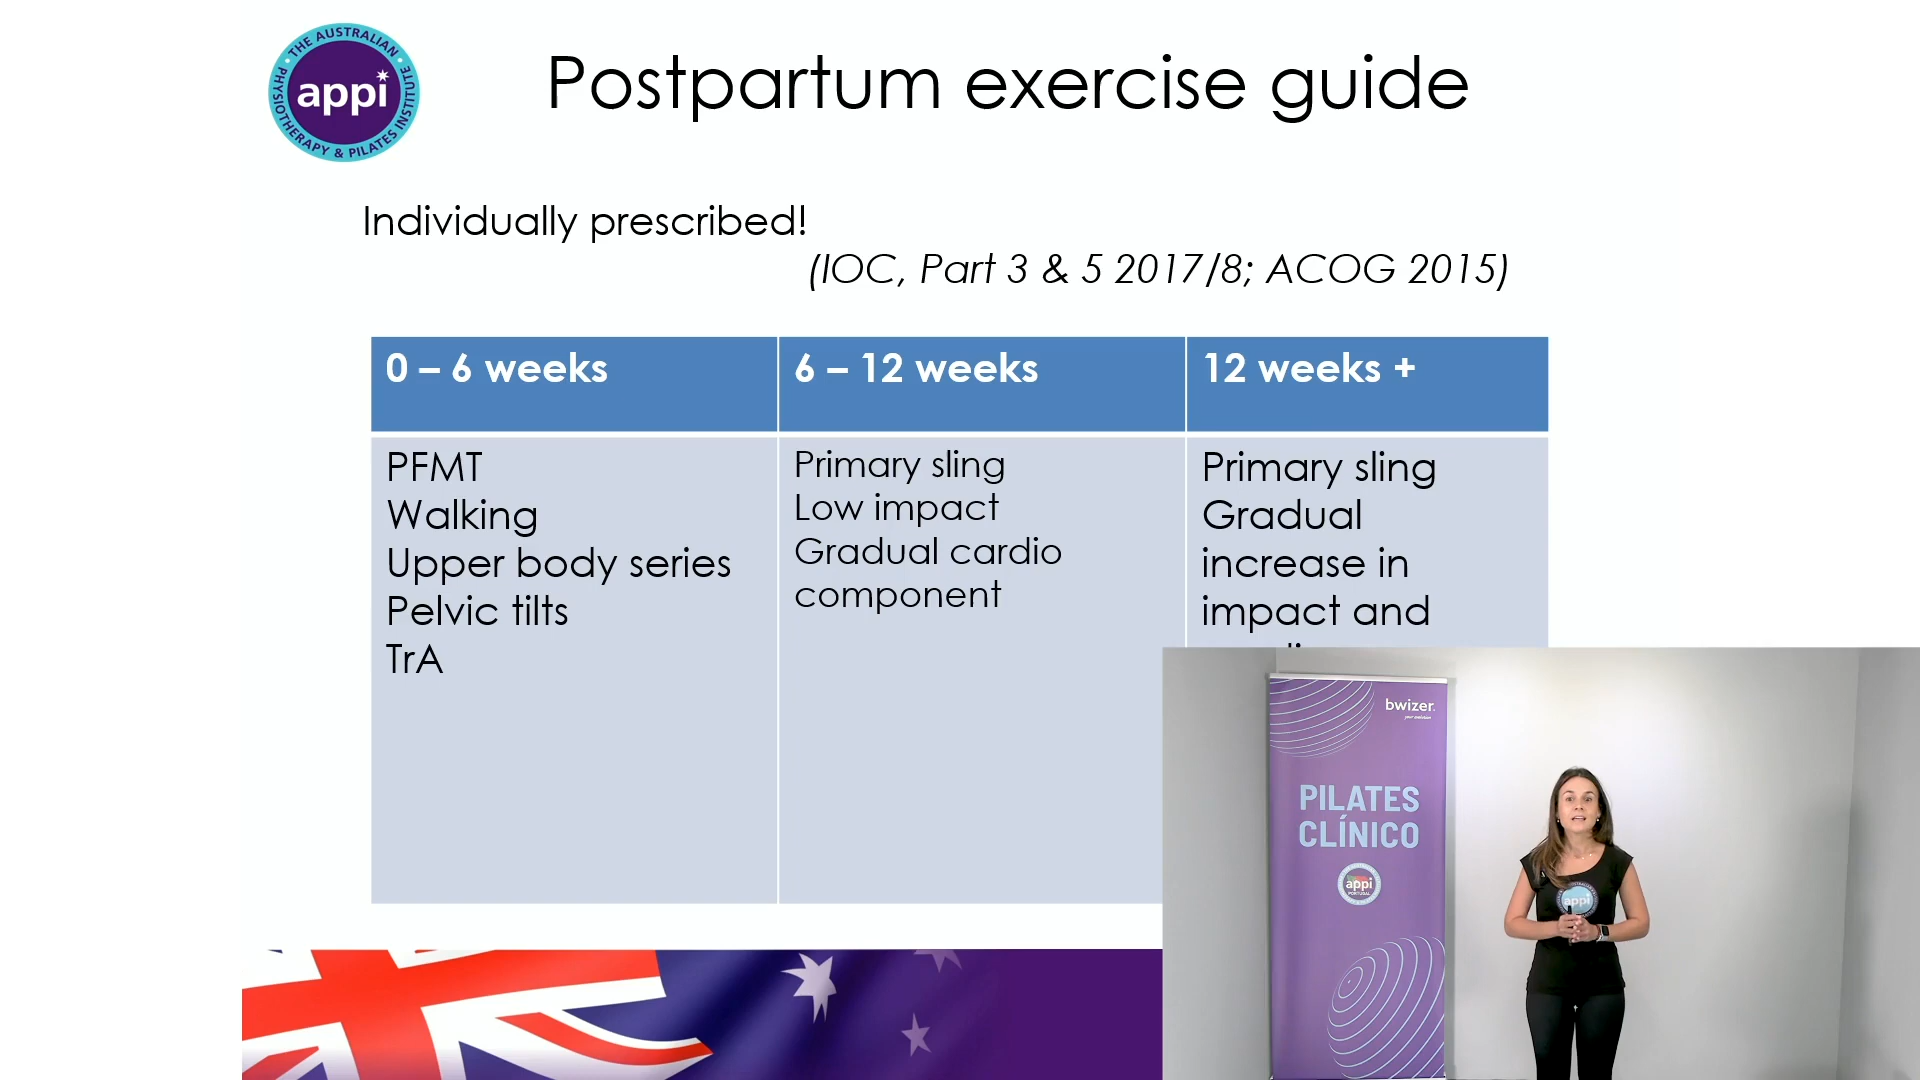 THE AUSTRALIAN
PHYSIOTHERAPY & PILATES INSTITUTE
appi
Postpartum exercise guide
Individually prescribed!
(IOC, Part 3 & 5 2017/8; ACOG 2015)
0 – 6 weeks
PFMT
Walking
Upper body series
Pelvic tilts
TrA
6 – 12 weeks
Primary sling
Low impact
Gradual cardio
component
12 weeks +
Primary sling
Gradual
increase in
impact and
bwizer
PILATES
CLÍNICO
appi
PORTUGAL
appi